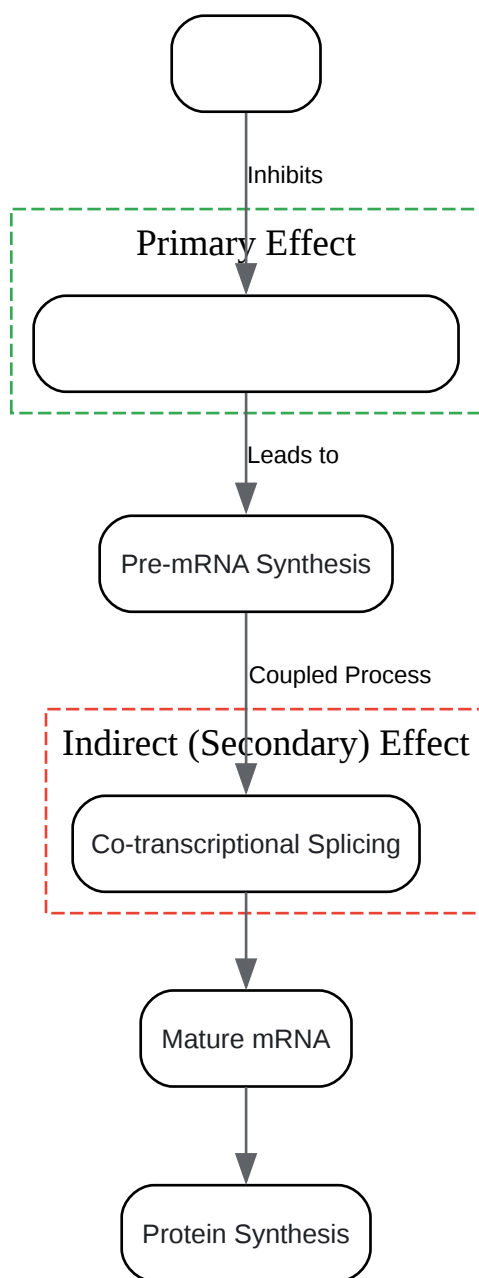 Inhibits
Primary Effect
Leads to
Pre-mRNA Synthesis
Coupled Process
Indirect (Secondary) Effect
Co-transcriptional Splicing
Mature mRNA
Protein Synthesis